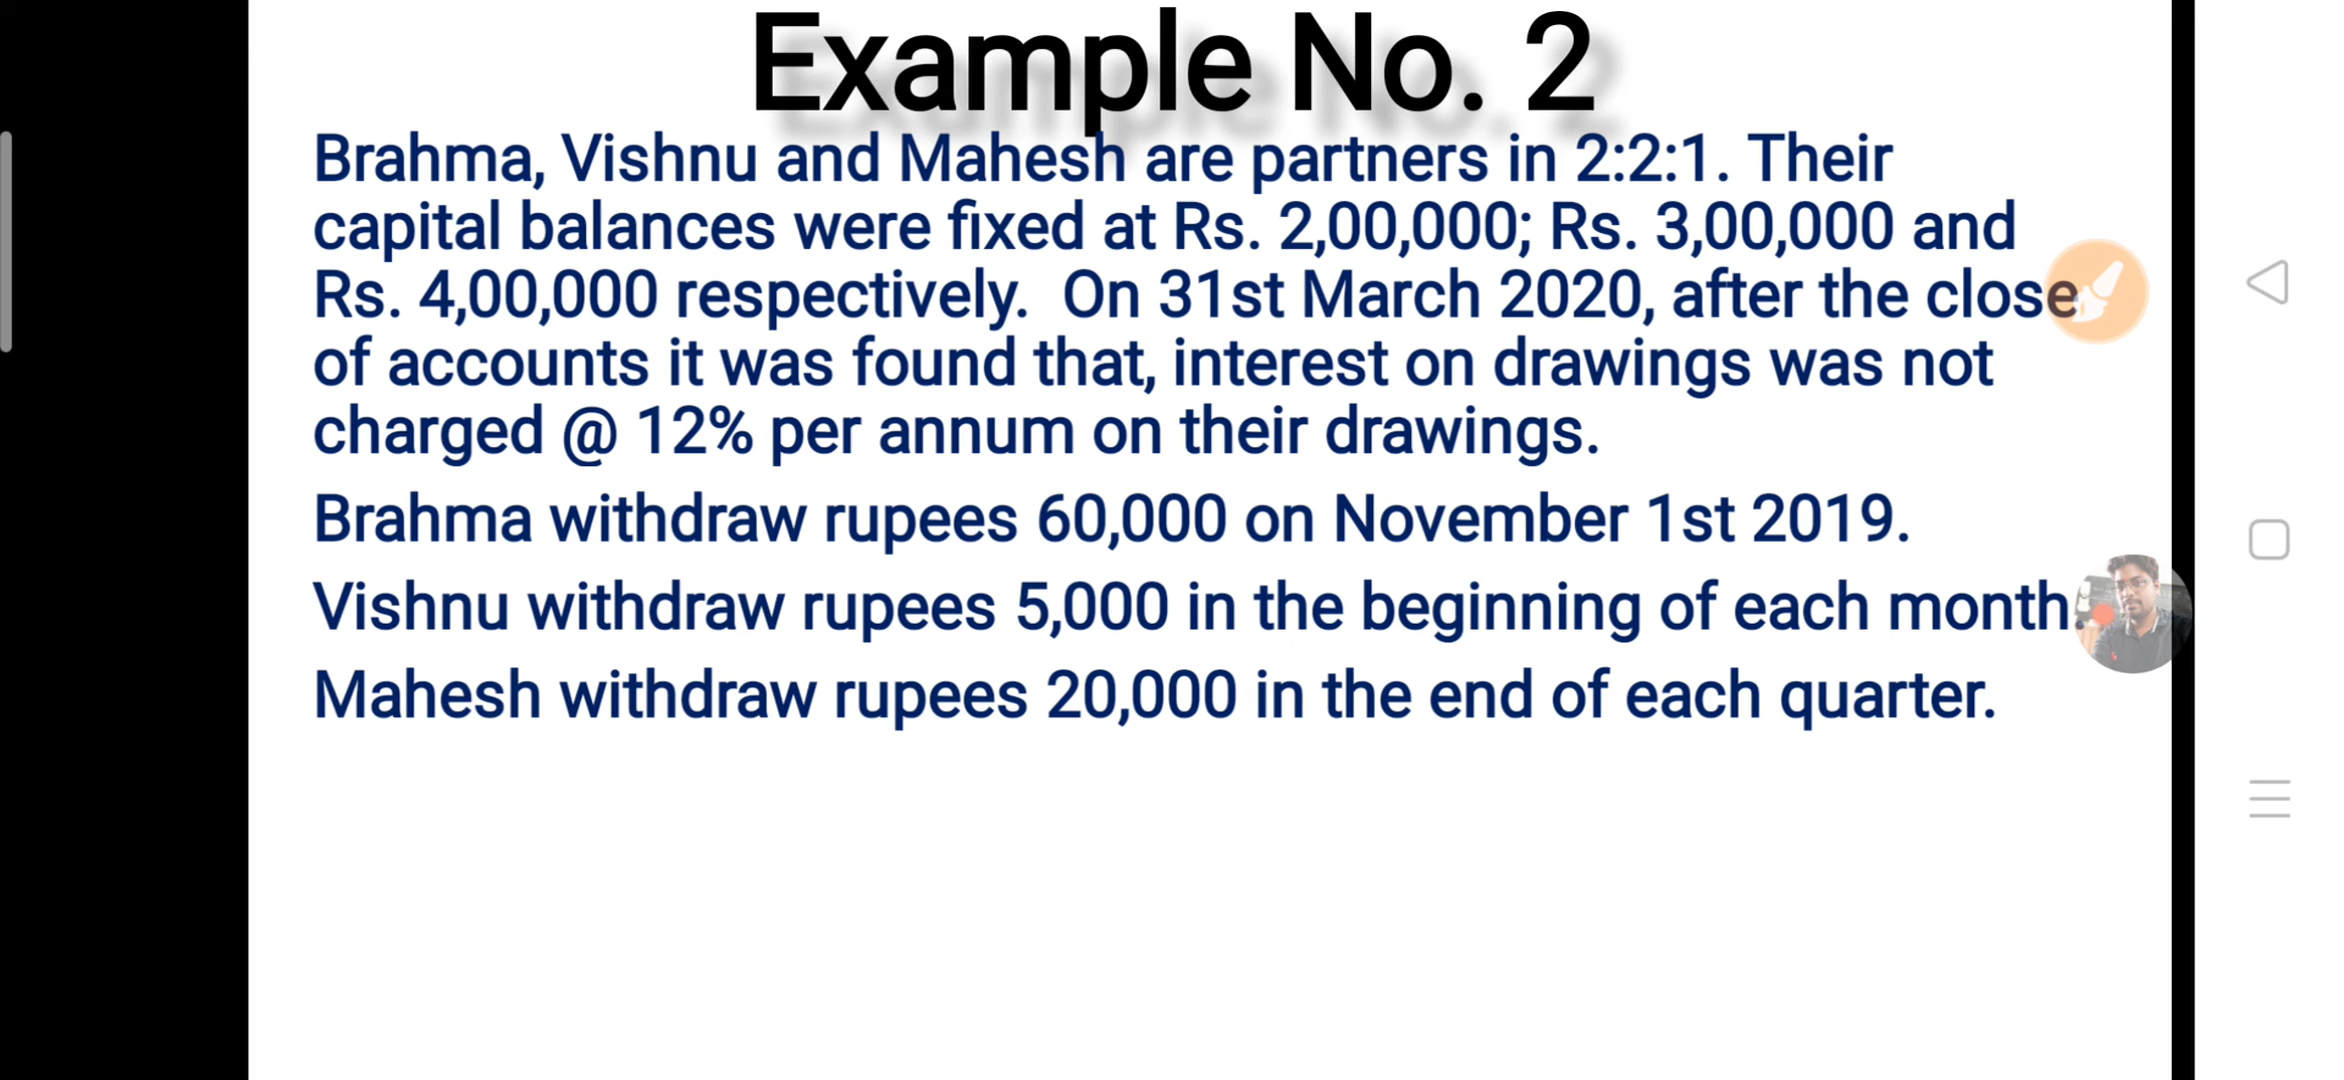 Example No. 2
Brahma, Vishnu and Mahesh are partners in 2:2:1. Their
capital balances were fixed at Rs. 2,00,000; Rs. 3,00,000 and
Rs. 4,00,000 respectively.  On 31st March 2020, after the close
of accounts it was found that, interest on drawings was not
charged @ 12% per annum on their drawings.
Brahma withdraw rupees 60,000 on November 1st 2019.
Vishnu withdraw rupees 5,000 in the beginning of each month.
Mahesh withdraw rupees 20,000 in the end of each quarter.